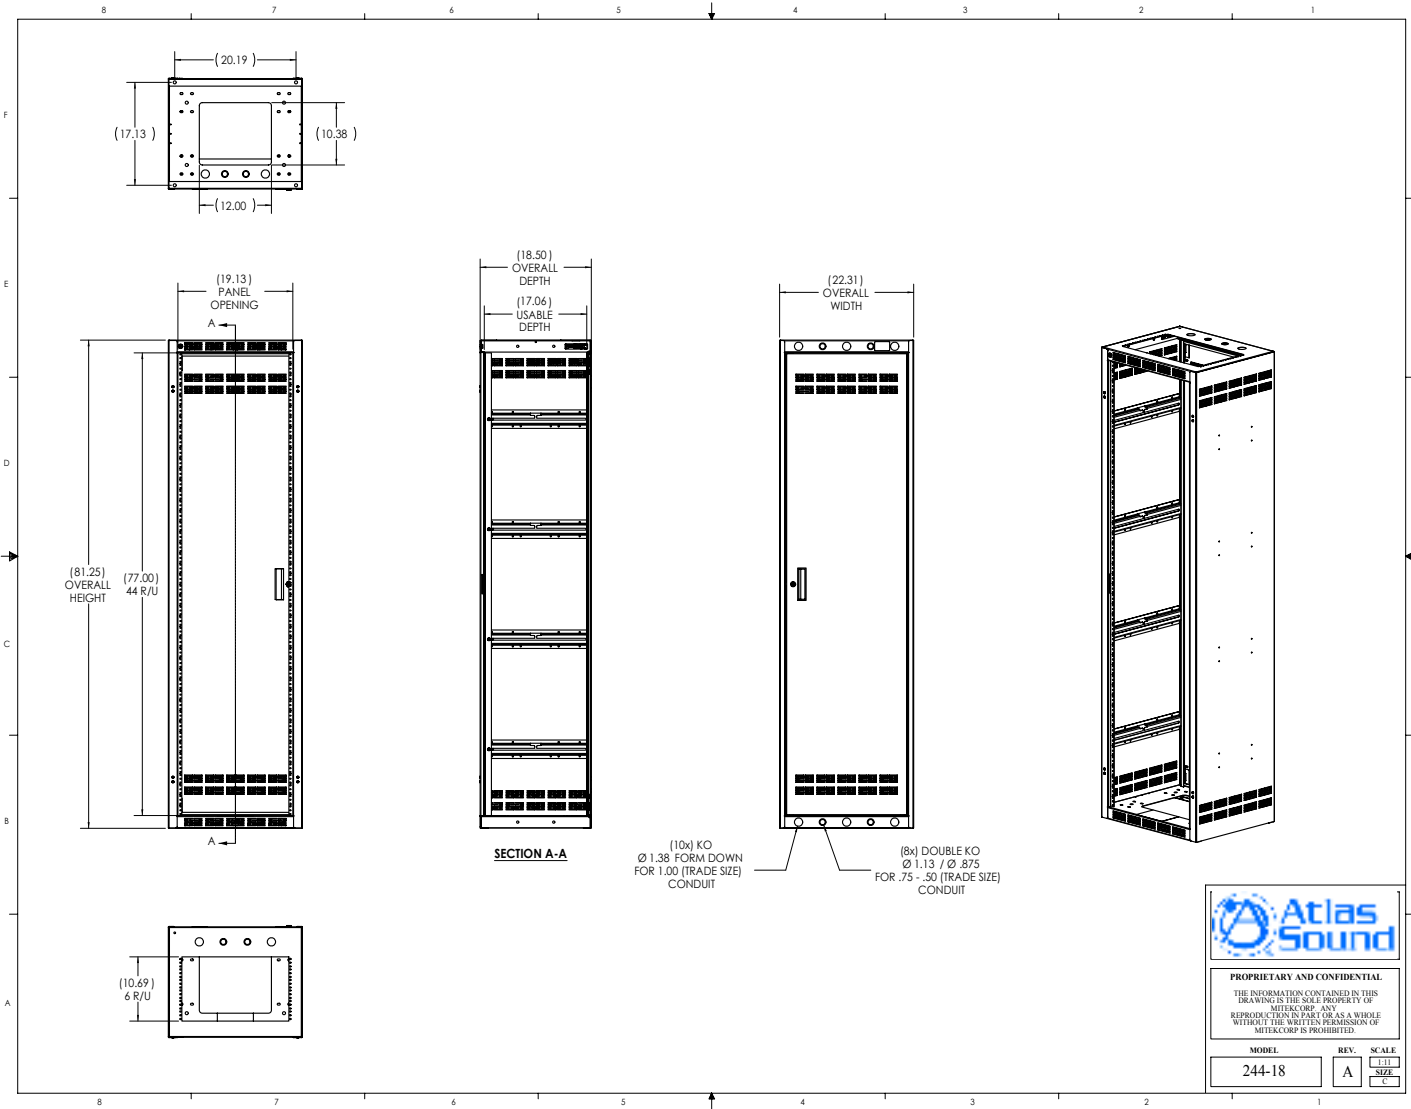 8 7 6 5 4 3 2 1
F
E
D
C
B
A
( 20.19 )
(17.13 )
(10.38 )
(12.00 )
(19.13)
PANEL
OPENING
A
(81.25)
OVERALL
HEIGHT
(77.00)
44 R/U
A
(18.50)
OVERALL
DEPTH
(17.06)
USABLE
DEPTH
SECTION A-A
(22.31)
OVERALL
WIDTH
(10x) KO
Ø 1.38 FORM DOWN
FOR 1.00 (TRADE SIZE)
CONDUIT
(8x) DOUBLE KO
Ø 1.13 / Ø .875
FOR .75 - .50 (TRADE SIZE)
CONDUIT
(10.69)
6 R/U
Atlas
Sound
PROPRIETARY AND CONFIDENTIAL
THE INFORMATION CONTAINED IN THIS
DRAWING IS THE SOLE PROPERTY OF
MITEKCORP. ANY
REPRODUCTION IN PART OR AS A WHOLE
WITHOUT THE WRITTEN PERMISSION OF
MITEKCORP IS PROHIBITED.
MODEL REV. SCALE
244-18 A 1:11
SIZE
C
8 7 6 5 4 3 2 1